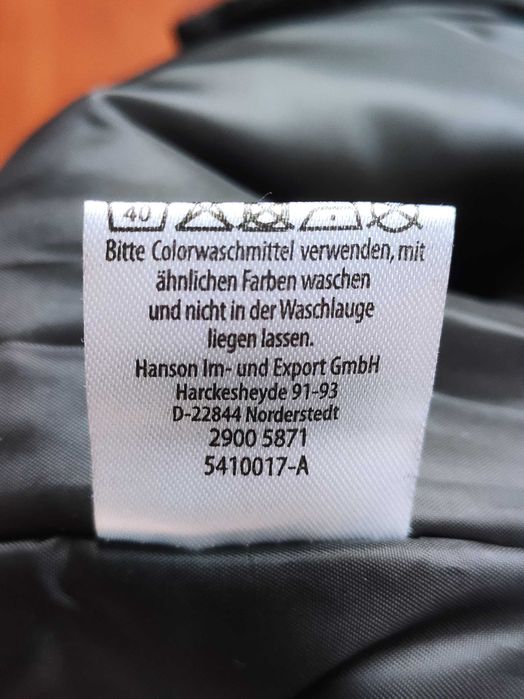 40
Bitte Colorwaschmittel verwenden, mit
ähnlichen Farben waschen
und nicht in der Waschlauge
liegen lassen.
Hanson Im- und Export GmbH
Harckesheyde 91-93
D-22844 Norderstedt
2900 5871
5410017-A